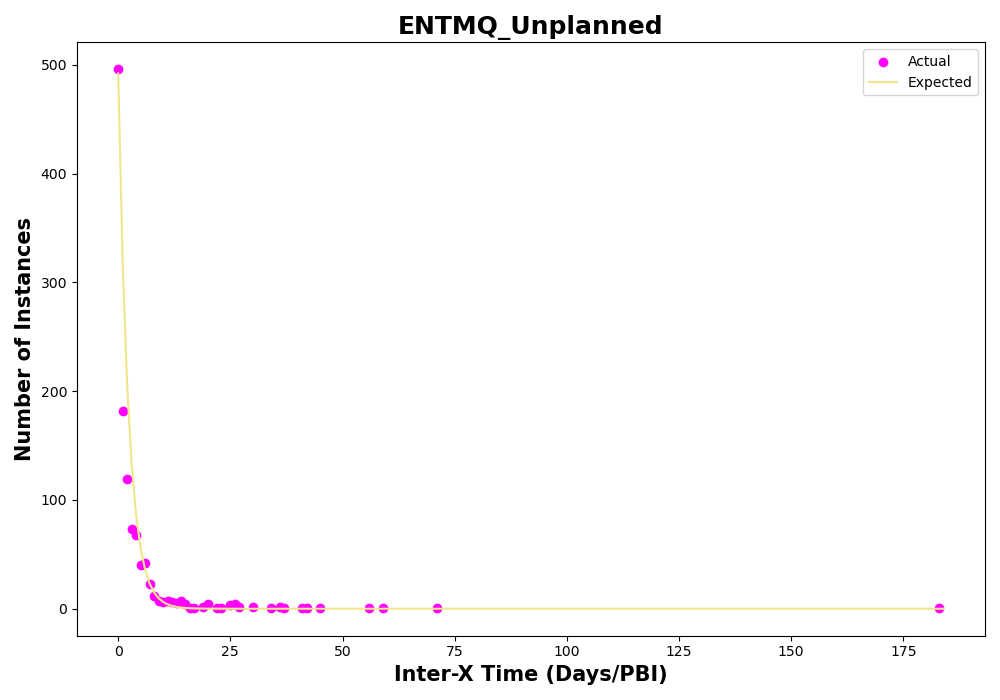 ENTMQ_Unplanned
Actual
Expected
Number of Instances
500
400
300
200
100
0
0 25 50 75 100 125 150 175
Inter-X Time (Days/PBI)